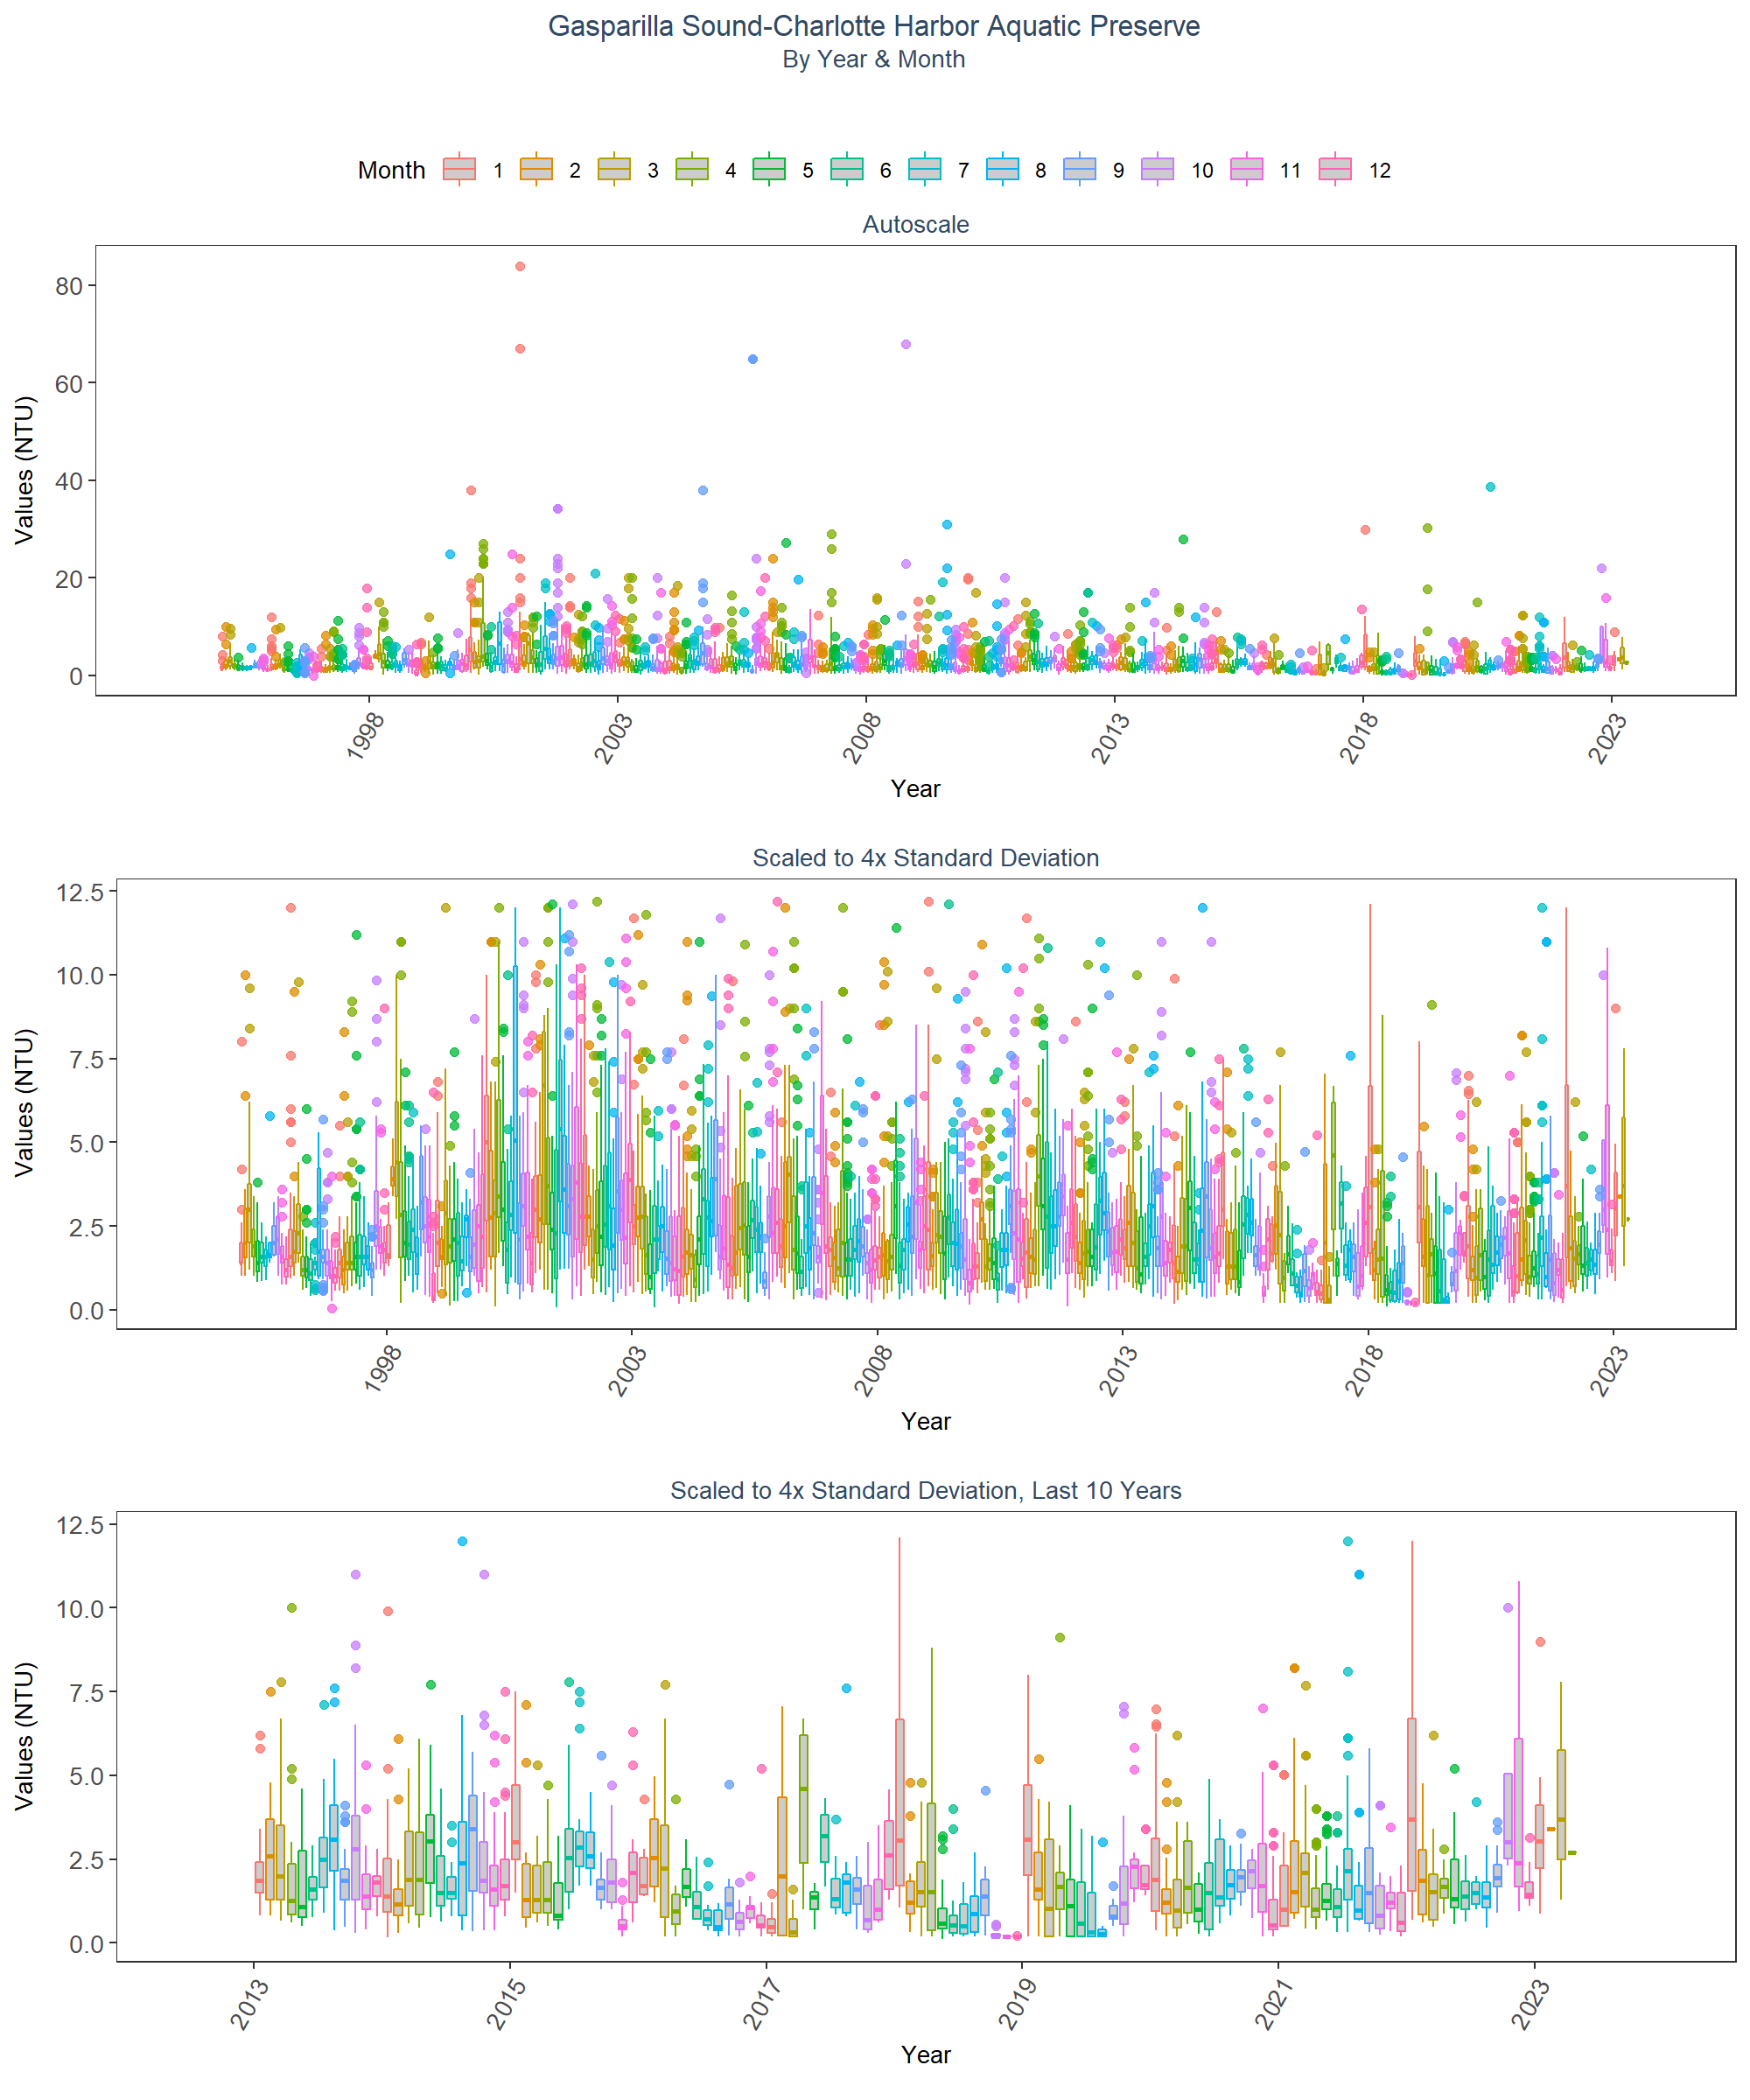 Gasparilla Sound-Charlotte Harbor Aquatic Preserve
By Year & Month
Month 1 2 3 4 5 6 7 8 9 10 11 12
Autoscale
Values (NTU)
80
60
40
20
0
1998 2003 2008 2013 2018 2023
Year
Scaled to 4x Standard Deviation
Values (NTU)
12.5
10.0
7.5
5.0
2.5
0.0
1998 2003 2008 2013 2018 2023
Year
Scaled to 4x Standard Deviation, Last 10 Years
Values (NTU)
12.5
10.0
7.5
5.0
2.5
0.0
2013 2015 2017 2019 2021 2023
Year